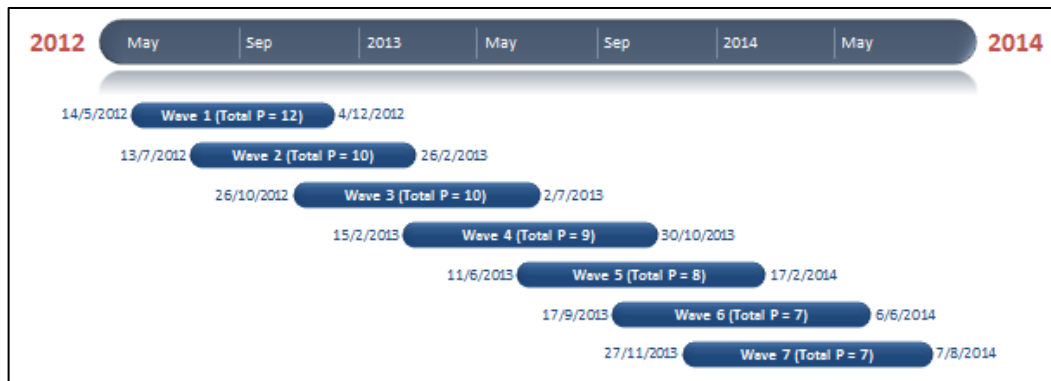 2012 May Sep 2013 May Sep 2014 May 2014
14/5/2012 Wave 1 (Total P = 12) 4/12/2012
13/7/2012 Wave 2 (Total P = 10) 26/2/2013
26/10/2012 Wave 3 (Total P = 10) 2/7/2013
15/2/2013 Wave 4 (Total P = 9) 30/10/2013
11/6/2013 Wave 5 (Total P = 8) 17/2/2014
17/9/2013 Wave 6 (Total P = 7) 6/6/2014
27/11/2013 Wave 7 (Total P = 7) 7/8/2014